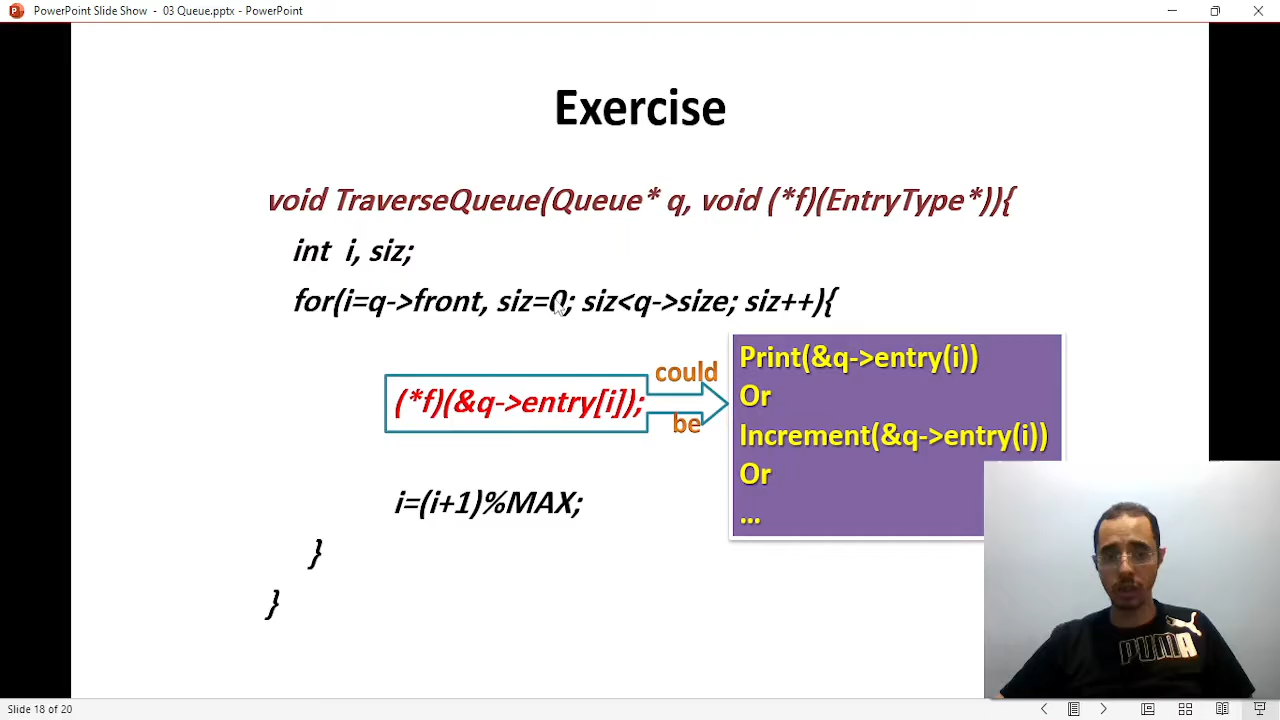 PowerPoint Slide Show - 03 Queue.pptx - PowerPoint
Exercise
void TraverseQueue(Queue* q, void (*f)(EntryType*)){
int i, siz;
for(i=q->front, siz=0; siz<q->size; siz++){
(*f)(&q->entry[i]);
could
be
Print(&q->entry(i))
Or
Increment(&q->entry(i))
Or
...
i=(i+1)%MAX;
}
}
PUMA
Slide 18 of 20